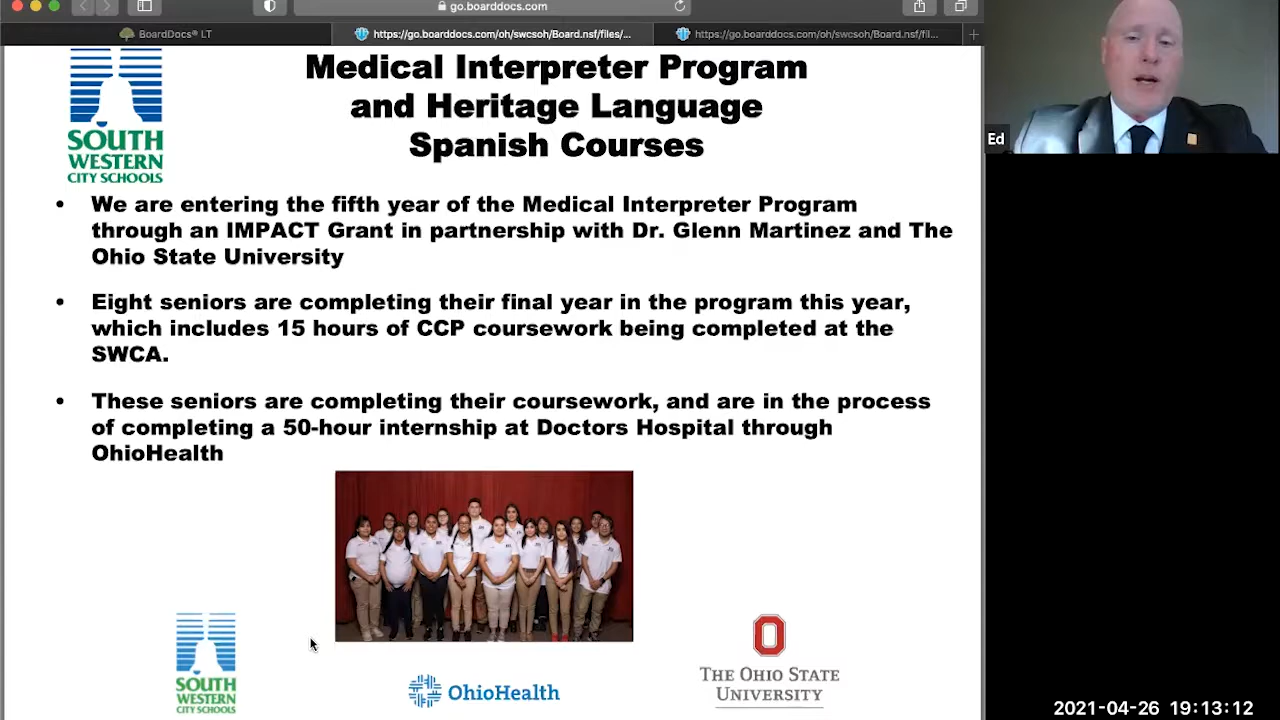 go.boarddocs.com
BoardDocs® LT
https://go.boarddocs.com/oh/swcsoh/Board.nsf/files/...
https://go.boarddocs.com/oh/swcsoh/Board.nsf/fil...
SOUTH
WESTERN
CITY SCHOOLS
Medical Interpreter Program
and Heritage Language
Spanish Courses
Ed
• We are entering the fifth year of the Medical Interpreter Program
through an IMPACT Grant in partnership with Dr. Glenn Martinez and The
Ohio State University
• Eight seniors are completing their final year in the program this year,
which includes 15 hours of CCP coursework being completed at the
SWCA.
• These seniors are completing their coursework, and are in the process
of completing a 50-hour internship at Doctors Hospital through
OhioHealth
SOUTH
WESTERN
CITY SCHOOLS
OhioHealth
THE OHIO STATE
UNIVERSITY
2021-04-26 19:13:12